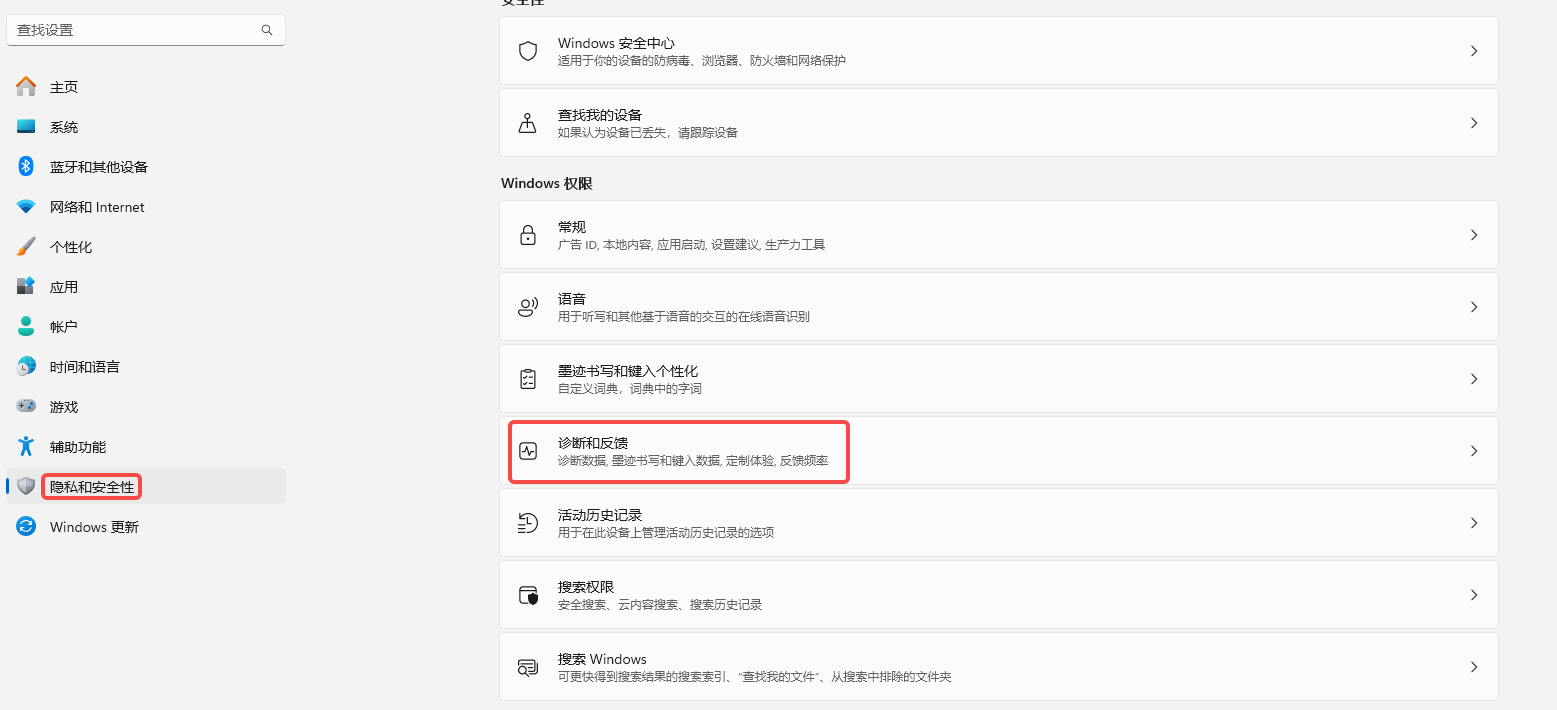 安全性
查找设置
主页
系统
蓝牙和其他设备
网络和 Internet
个性化
应用
帐户
时间和语言
游戏
辅助功能
隐私和安全性
Windows 更新
Windows 安全中心
适用于你的设备的防病毒、浏览器、防火墙和网络保护
查找我的设备
如果认为设备已丢失，请跟踪设备
Windows 权限
常规
广告 ID, 本地内容, 应用启动, 设置建议, 生产力工具
语音
用于听写和其他基于语音的交互的在线语音识别
墨迹书写和键入个性化
自定义词典，词典中的字词
诊断和反馈
诊断数据, 墨迹书写和键入数据, 定制体验, 反馈频率
活动历史记录
用于在此设备上管理活动历史记录的选项
搜索权限
安全搜索、云内容搜索、搜索历史记录
搜索 Windows
可更快得到搜索结果的搜索索引、“查找我的文件”、从搜索中排除的文件夹